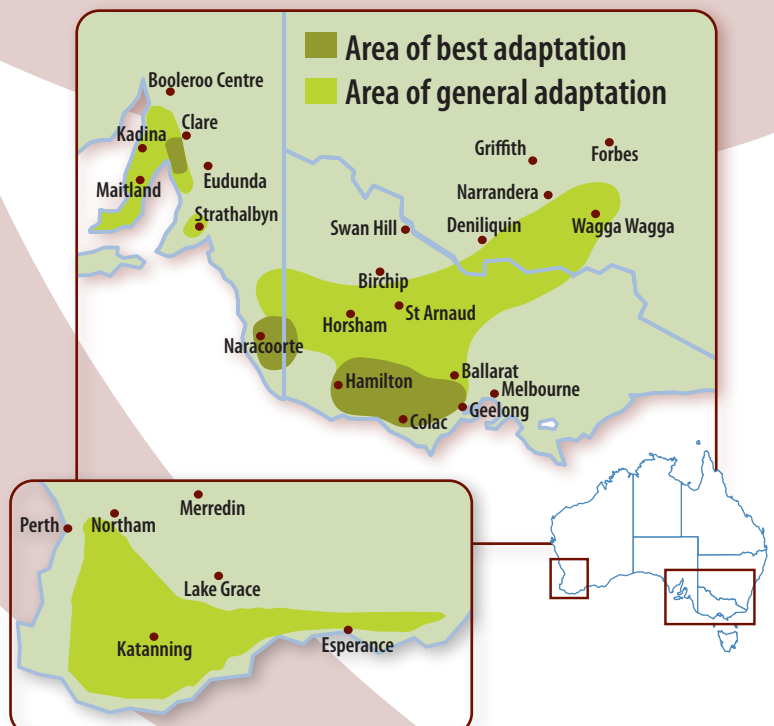 Area of best adaptation
Area of general adaptation
Booleroo Centre
Clare
Kadina
Eudunda
Maitland
Strathalbyn
Griffith
Forbes
Narrandera
Swan Hill
Deniliquin
Wagga Wagga
Birchip
St Arnaud
Horsham
Naracoorte
Ballarat
Hamilton
Melbourne
Geelong
Colac
Merredin
Perth
Northam
Lake Grace
Katanning
Esperance